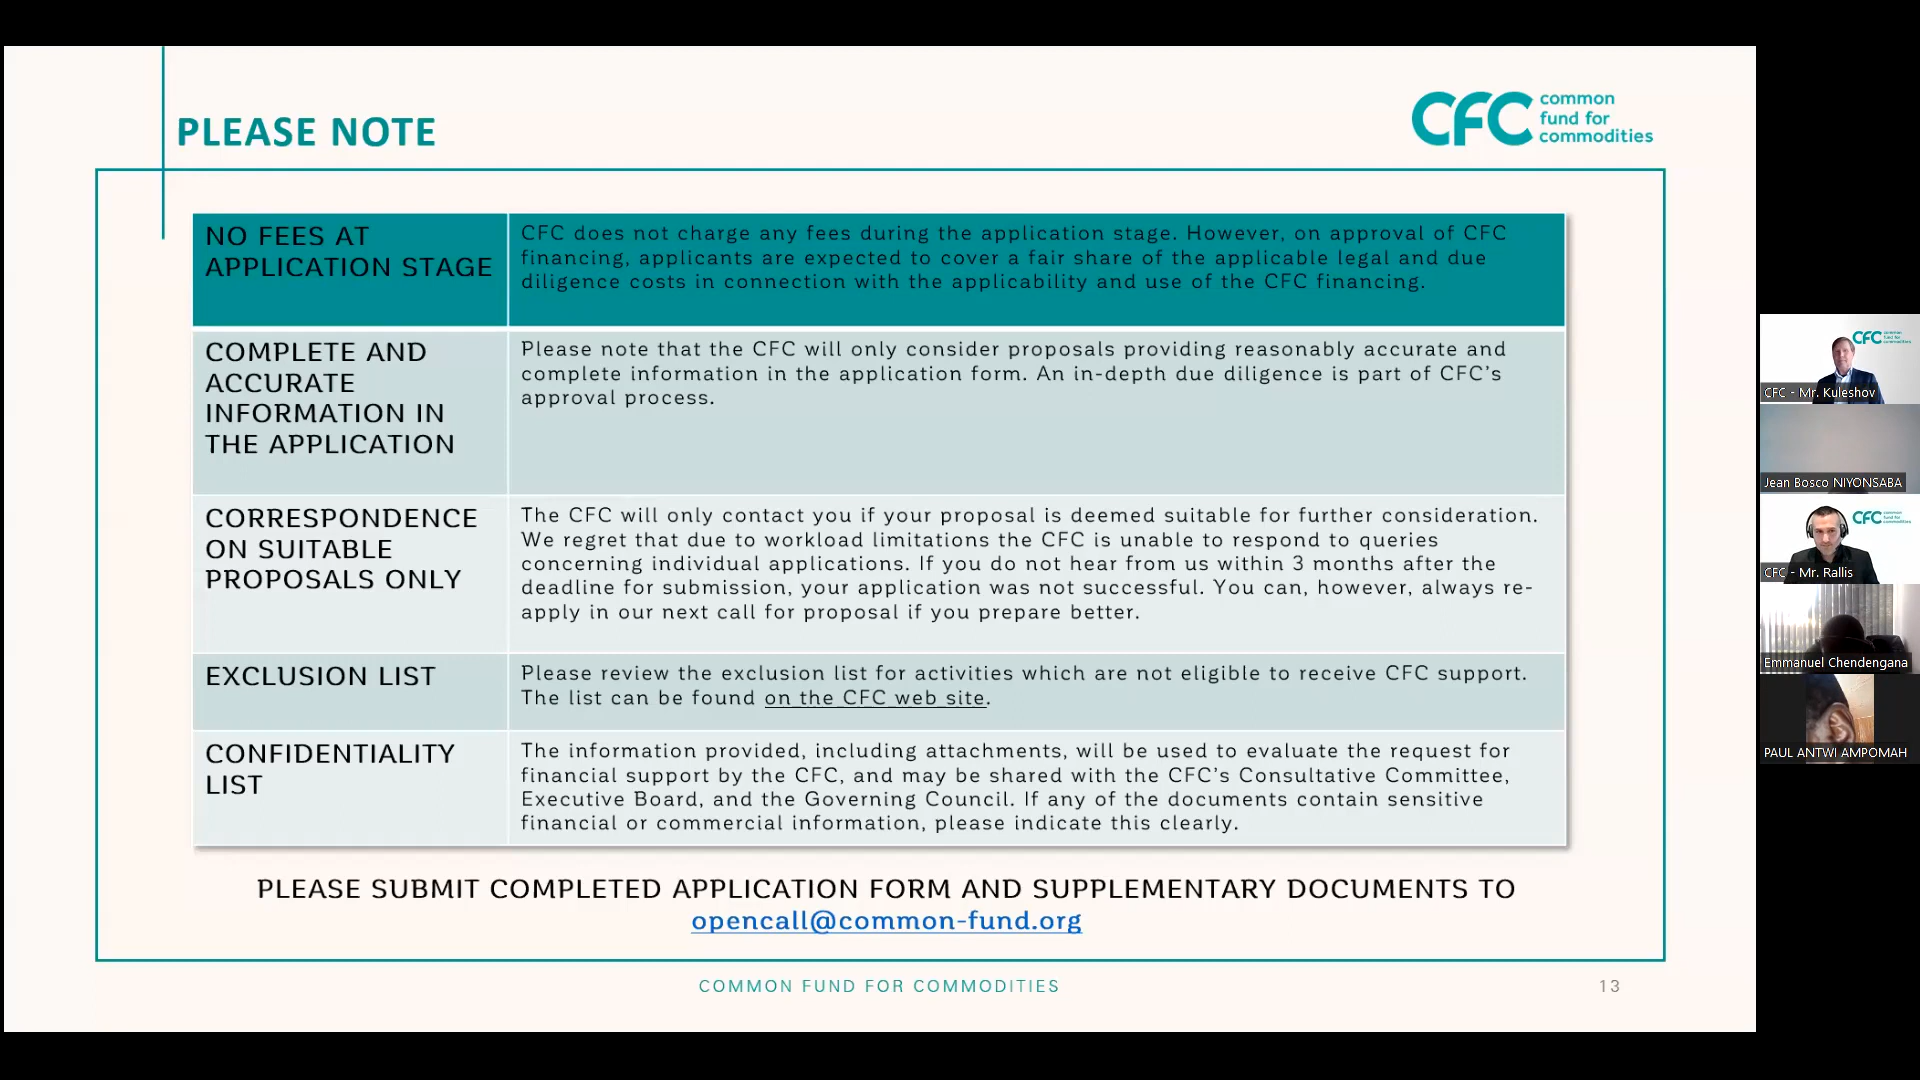 PLEASE NOTE
CFC common
fund for
commodities
NO FEES AT
APPLICATION STAGE
CFC does not charge any fees during the application stage. However, on approval of CFC
financing, applicants are expected to cover a fair share of the applicable legal and due
diligence costs in connection with the applicability and use of the CFC financing.
COMPLETE AND
ACCURATE
INFORMATION IN
THE APPLICATION
Please note that the CFC will only consider proposals providing reasonably accurate and
complete information in the application form. An in-depth due diligence is part of CFC’s
approval process.
CORRESPONDENCE
ON SUITABLE
PROPOSALS ONLY
The CFC will only contact you if your proposal is deemed suitable for further consideration.
We regret that due to workload limitations the CFC is unable to respond to queries
concerning individual applications. If you do not hear from us within 3 months after the
deadline for submission, your application was not successful. You can, however, always re-
apply in our next call for proposal if you prepare better.
EXCLUSION LIST
Please review the exclusion list for activities which are not eligible to receive CFC support.
The list can be found on the CFC web site.
CONFIDENTIALITY
LIST
The information provided, including attachments, will be used to evaluate the request for
financial support by the CFC, and may be shared with the CFC’s Consultative Committee,
Executive Board, and the Governing Council. If any of the documents contain sensitive
financial or commercial information, please indicate this clearly.
PLEASE SUBMIT COMPLETED APPLICATION FORM AND SUPPLEMENTARY DOCUMENTS TO
opencall@common-fund.org
COMMON FUND FOR COMMODITIES
13
CFC common
fund for
commodities
CFC - Mr. Kuleshov
Jean Bosco NIYONSABA
CFC common
fund for
commodities
CFC - Mr. Rallis
Emmanuel Chendengana
PAUL ANTWI AMPOMAH